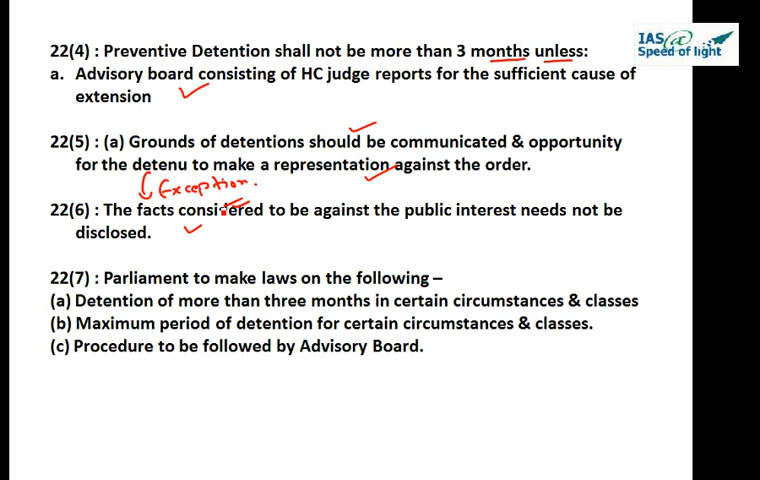 IAS@
Speed of light
22(4) : Preventive Detention shall not be more than 3 months unless:
a. Advisory board consisting of HC judge reports for the sufficient cause of
extension
22(5) : (a) Grounds of detentions should be communicated & opportunity
for the detenu to make a representation against the order.
Exception.
22(6) : The facts considered to be against the public interest needs not be
disclosed.
22(7) : Parliament to make laws on the following –
(a) Detention of more than three months in certain circumstances & classes
(b) Maximum period of detention for certain circumstances & classes.
(c) Procedure to be followed by Advisory Board.